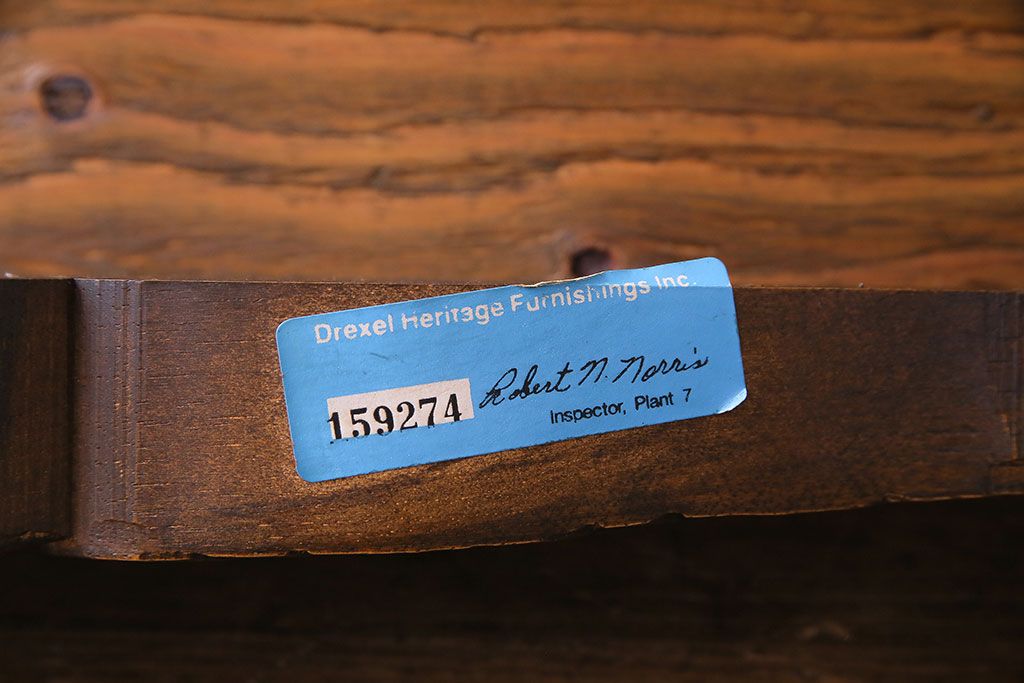 Drexel Heritage Furnishings Inc.
159274 Robert N. Norris
Inspector, Plant 7